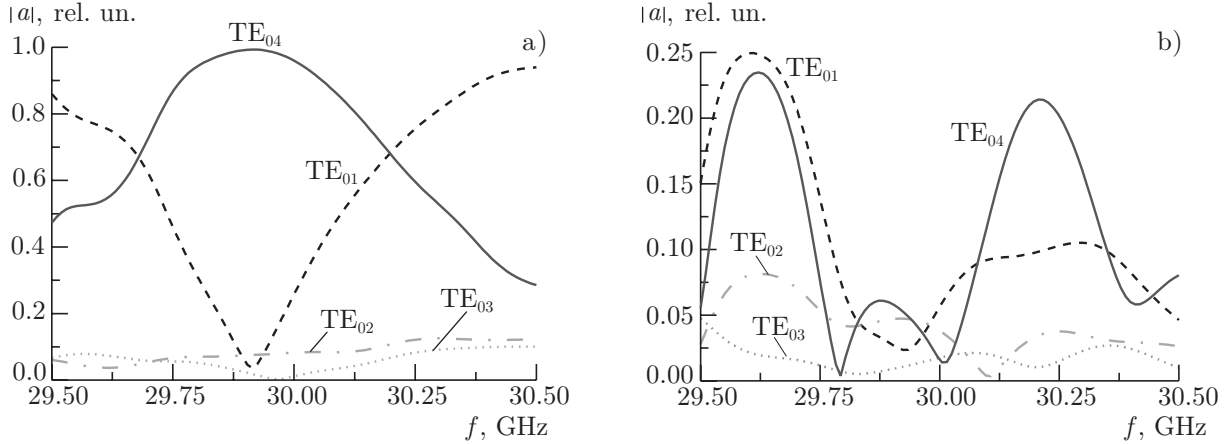 |a|, rel. un.
a)
1.0
0.8
0.6
0.4
0.2
0.0
TE₀₄
TE₀₁
TE₀₂
TE₀₃
29.50 29.75 30.00 30.25 30.50
f, GHz
|a|, rel. un.
b)
0.25
0.20
0.15
0.10
0.05
0.00
TE₀₁
TE₀₄
TE₀₂
TE₀₃
29.50 29.75 30.00 30.25 30.50
f, GHz